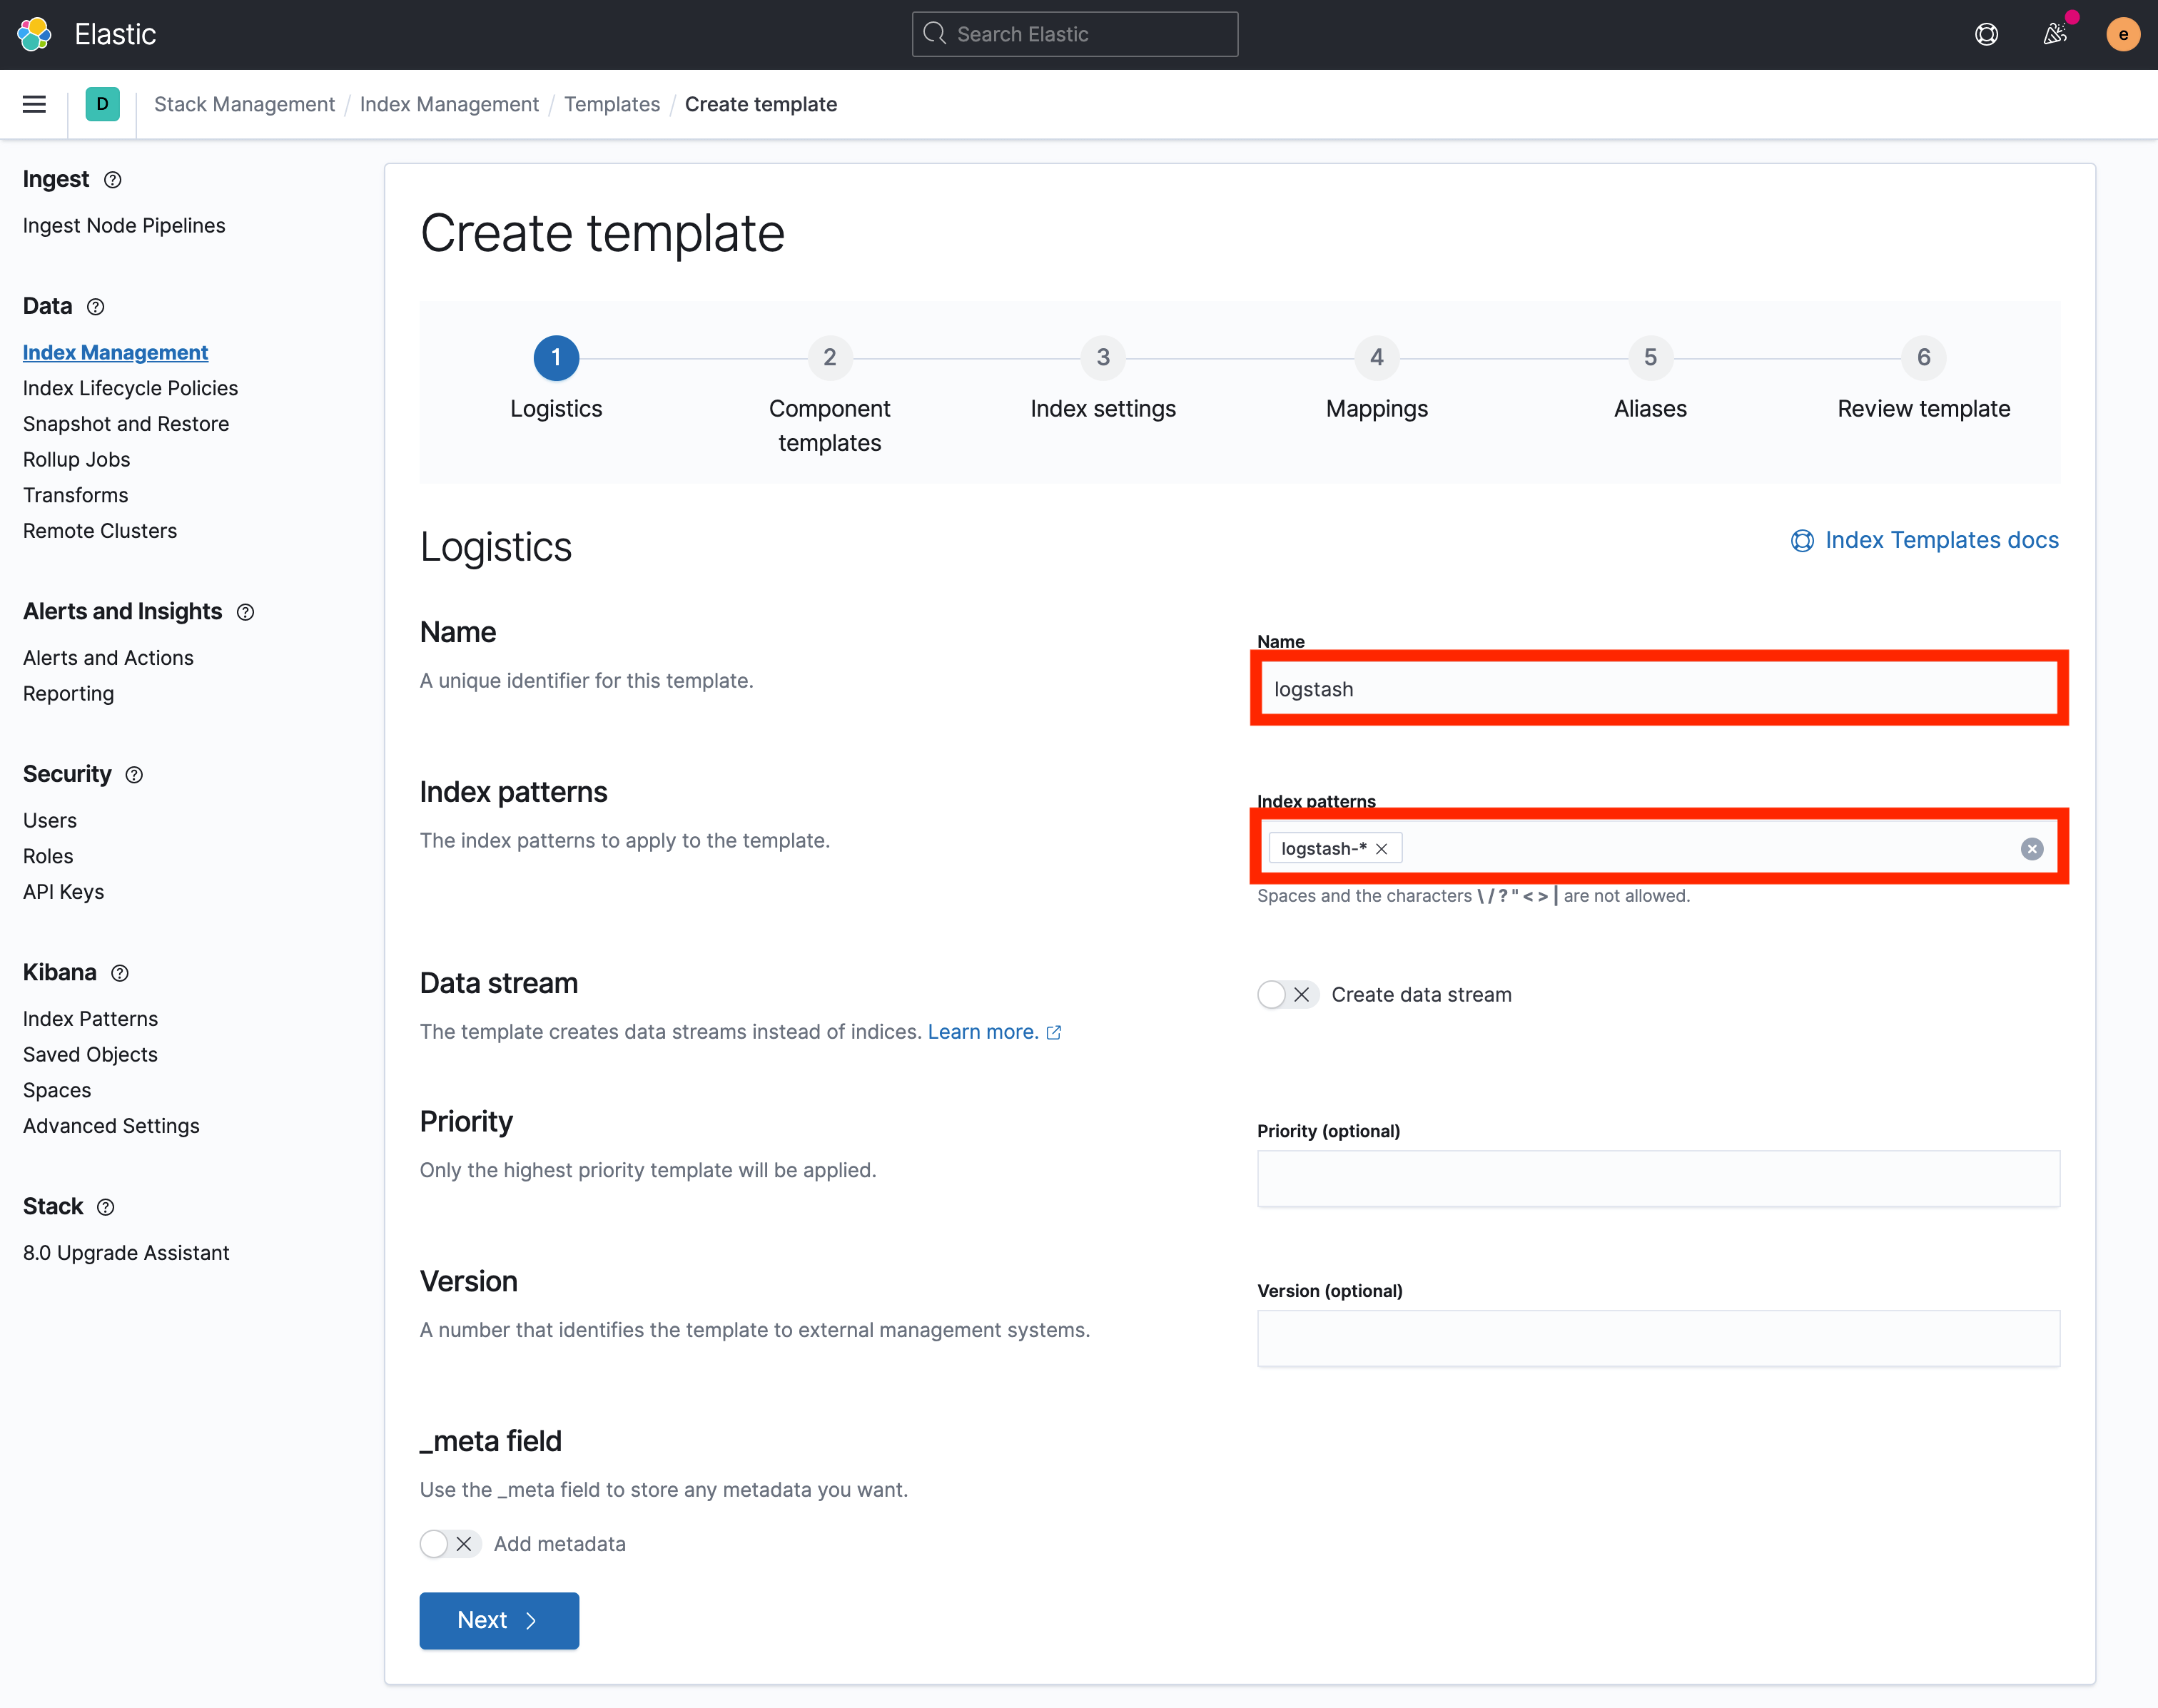 Elastic
Search Elastic
e
D
Stack Management / Index Management / Templates / Create template
Ingest
Ingest Node Pipelines
Data
Index Management
Index Lifecycle Policies
Snapshot and Restore
Rollup Jobs
Transforms
Remote Clusters
Alerts and Insights
Alerts and Actions
Reporting
Security
Users
Roles
API Keys
Kibana
Index Patterns
Saved Objects
Spaces
Advanced Settings
Stack
8.0 Upgrade Assistant
Create template
1
Logistics
2
Component
templates
3
Index settings
4
Mappings
5
Aliases
6
Review template
Logistics
Index Templates docs
Name
A unique identifier for this template.
Name
logstash
Index patterns
The index patterns to apply to the template.
Index patterns
logstash-*
Spaces and the characters \ / ? " < > | are not allowed.
Data stream
The template creates data streams instead of indices. Learn more.
Create data stream
Priority
Only the highest priority template will be applied.
Priority (optional)
Version
A number that identifies the template to external management systems.
Version (optional)
_meta field
Use the _meta field to store any metadata you want.
Add metadata
Next